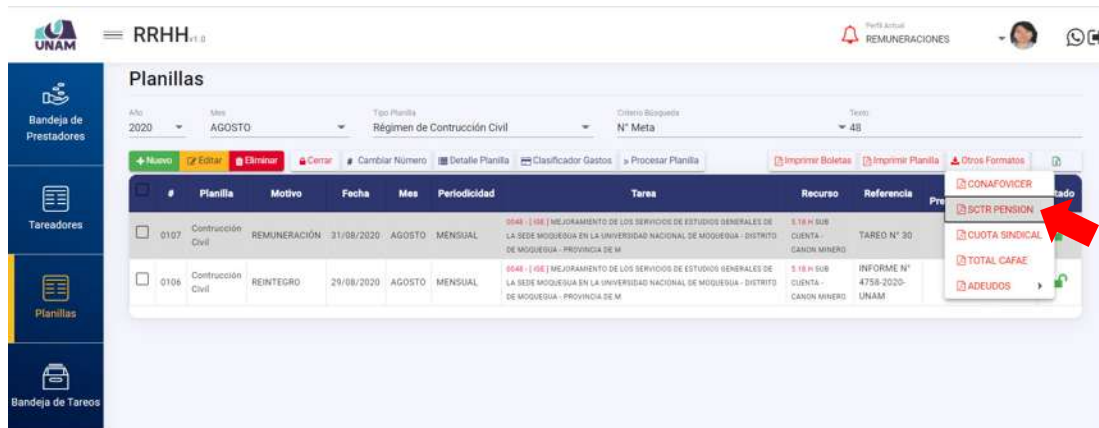 UNAM
RRHH v1.0
Perfil Actual
REMUNERACIONES
Bandeja de
Prestadores
Tareadores
Planillas
Bandeja de Tareos
Planillas
Año
2020
Mes
AGOSTO
Tipo Planilla
Régimen de Contrucción Civil
Criterio Búsqueda
N° Meta
Texto
48
+ Nuevo Editar Eliminar Cerrar # Cambiar Número Detalle Planilla Clasificador Gastos » Procesar Planilla Imprimir Boletas Imprimir Planilla Otros Formatos
CONAFOVICER
SCTR PENSION
CUOTA SINDICAL
TOTAL CAFAE
ADEUDOS
# Planilla Motivo Fecha Mes Periodicidad Tarea Recurso Referencia Pre tado
0107 Contrucción Civil REMUNERACIÓN 31/08/2020 AGOSTO MENSUAL
0048 - [ IGE ] MEJORAMIENTO DE LOS SERVICIOS DE ESTUDIOS GENERALES DE
LA SEDE MOQUEGUA EN LA UNIVERSIDAD NACIONAL DE MOQUEGUA - DISTRITO
DE MOQUEGUA - PROVINCIA DE M
5.18 H SUB
CUENTA -
CANON MINERO
TAREO N° 30
0106 Contrucción Civil REINTEGRO 29/08/2020 AGOSTO MENSUAL
0048 - [ IGE ] MEJORAMIENTO DE LOS SERVICIOS DE ESTUDIOS GENERALES DE
LA SEDE MOQUEGUA EN LA UNIVERSIDAD NACIONAL DE MOQUEGUA - DISTRITO
DE MOQUEGUA - PROVINCIA DE M
5.18 H SUB
CUENTA -
CANON MINERO
INFORME N°
4758-2020-
UNAM